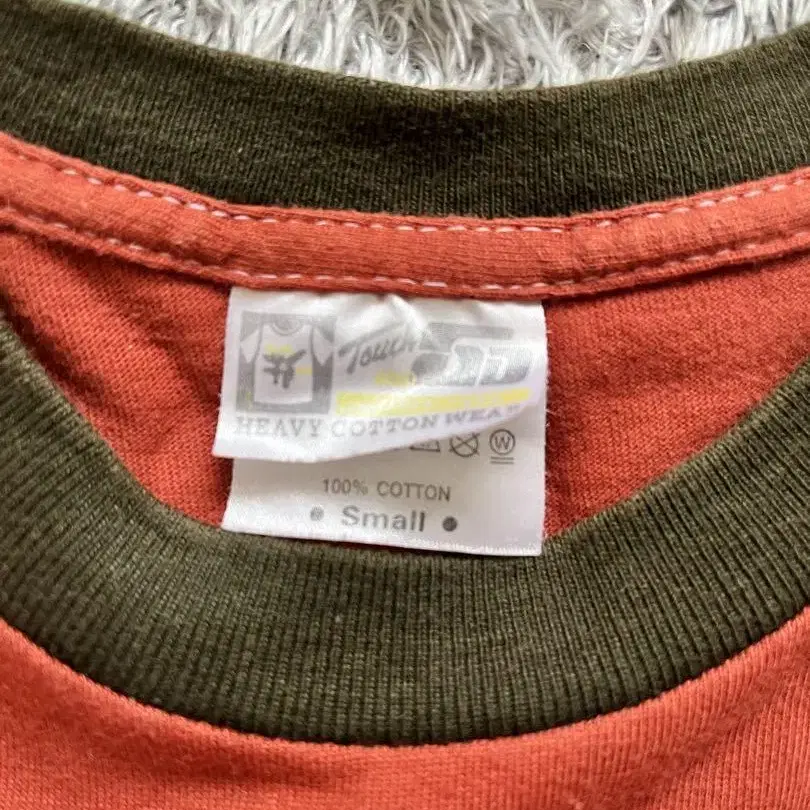 Touch
HEAVY COTTON WEAR
W
100% COTTON
• Small •